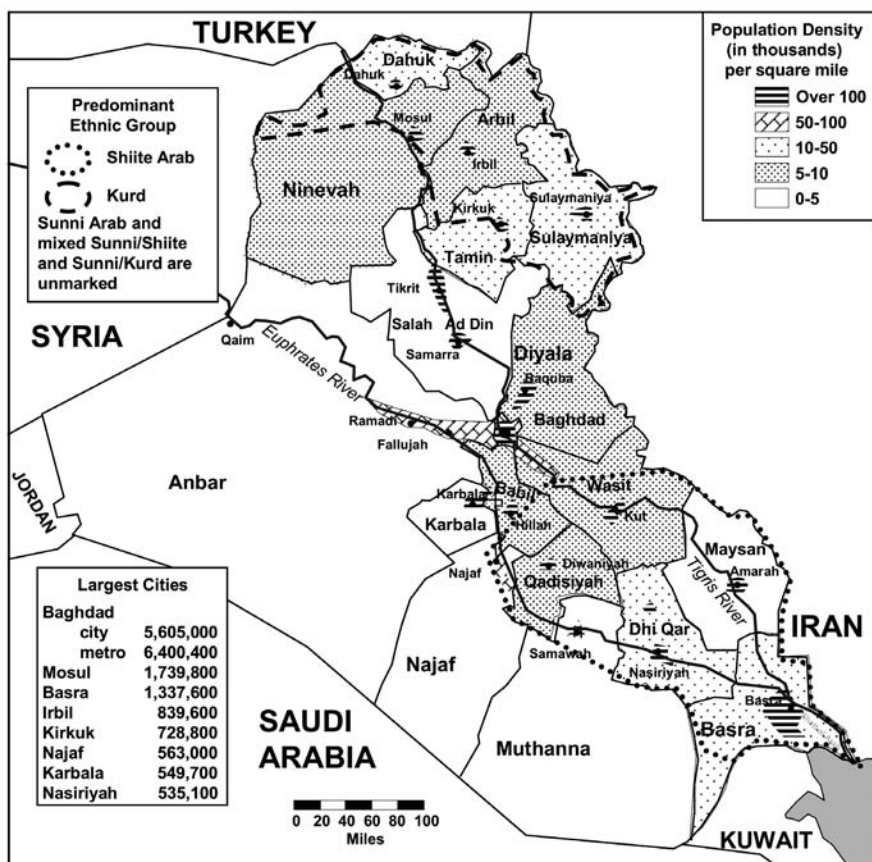 TURKEY
Population Density
(in thousands)
per square mile
Over 100
50-100
10-50
5-10
0-5
Predominant
Ethnic Group
Shiite Arab
Kurd
Sunni Arab and
mixed Sunni/Shiite
and Sunni/Kurd are
unmarked
Dahuk
Dahuk
Mosul
Arbil
Irbil
Ninevah
Sulaymaniya
Kirkuk
Sulaymaniya
Tamin
Tikrit
Salah Ad Din
Samarra
SYRIA
Qaim
Euphrates River
Diyala
Baquba
Baghdad
Ramadi
Fallujah
JORDAN
Anbar
Karbala
Babil
Wasit
Karbala
Hillah
Kut
Maysan
Amarah
Najaf
Diwaniyah
Qadisiyah
Tigris River
IRAN
Dhi Qar
Samawah
Nasiriyah
Najaf
Basra
Basra
SAUDI
ARABIA
Muthanna
KUWAIT
Largest Cities
Baghdad
city 5,605,000
metro 6,400,400
Mosul 1,739,800
Basra 1,337,600
Irbil 839,600
Kirkuk 728,800
Najaf 563,000
Karbala 549,700
Nasiriyah 535,100
0 20 40 60 80 100
Miles